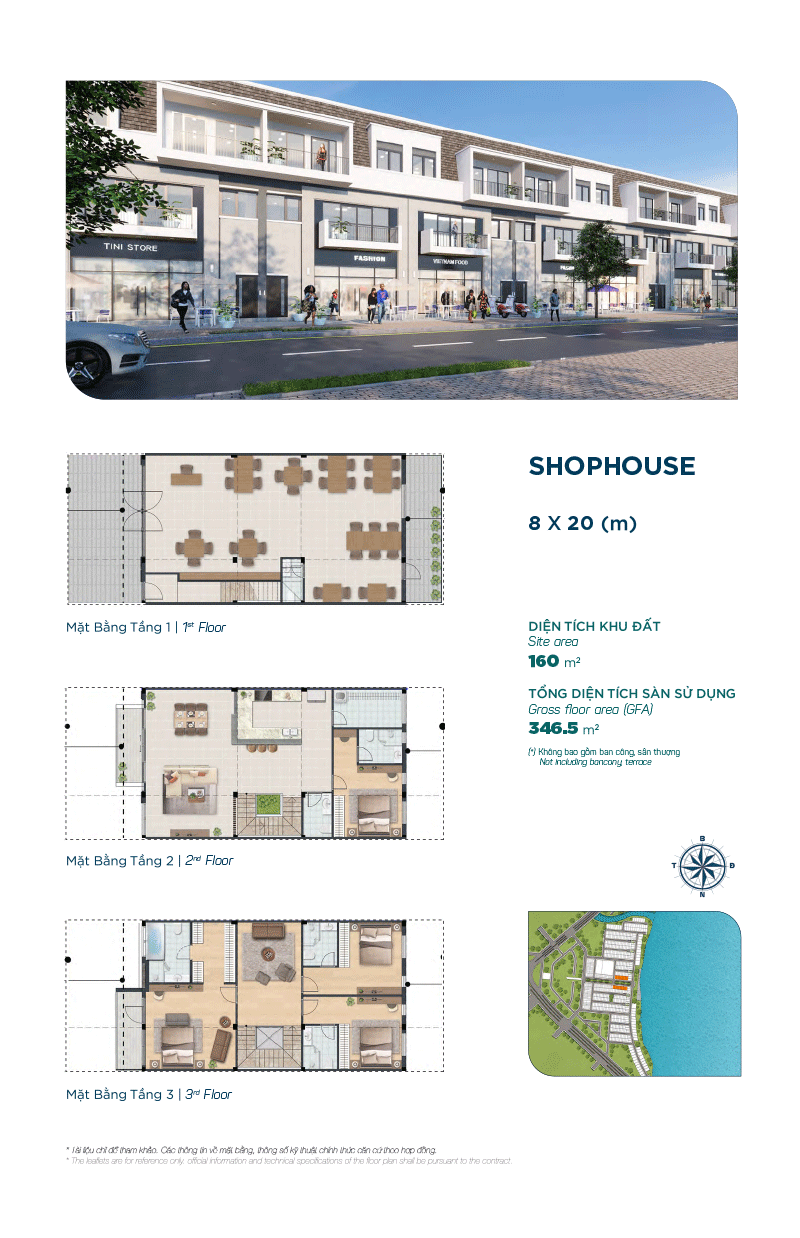 TINI STORE
FASHION
VIETNAM FOOD
SHOPHOUSE
8 X 20 (m)
Mặt Bằng Tầng 1 | 1st Floor
DIỆN TÍCH KHU ĐẤT
Site area
160 m²
TỔNG DIỆN TÍCH SÀN SỬ DỤNG
Gross floor area (GFA)
346.5 m²
(*) Không bao gồm ban công, sân thượng
Not including bancony, terrace
Mặt Bằng Tầng 2 | 2nd Floor
B
T
Đ
N
Mặt Bằng Tầng 3 | 3rd Floor
* Tài liệu chỉ để tham khảo. Các thông tin về mặt bằng, thông số kỹ thuật chính thức căn cứ theo hợp đồng.
* The leaflets are for reference only. official information and technical specifications of the floor plan shall be pursuant to the contract.